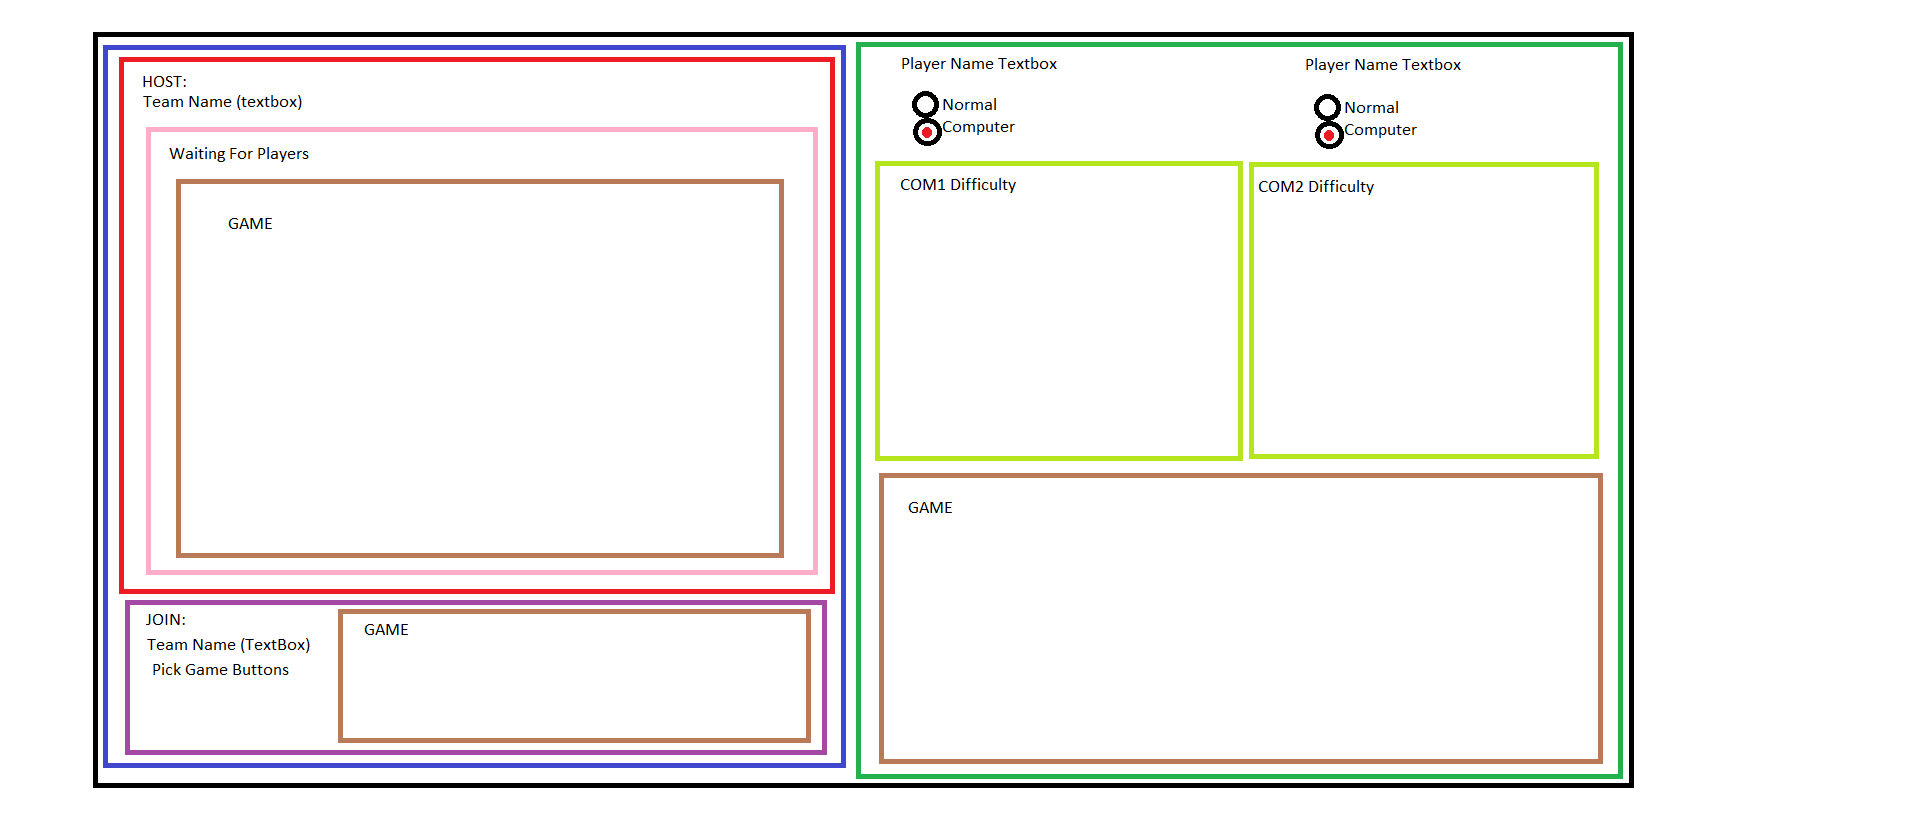 HOST:
Team Name (textbox)
Waiting For Players
GAME
JOIN:
Team Name (TextBox)
Pick Game Buttons
GAME
Player Name Textbox
Normal
Computer
COM1 Difficulty
Player Name Textbox
Normal
Computer
COM2 Difficulty
GAME